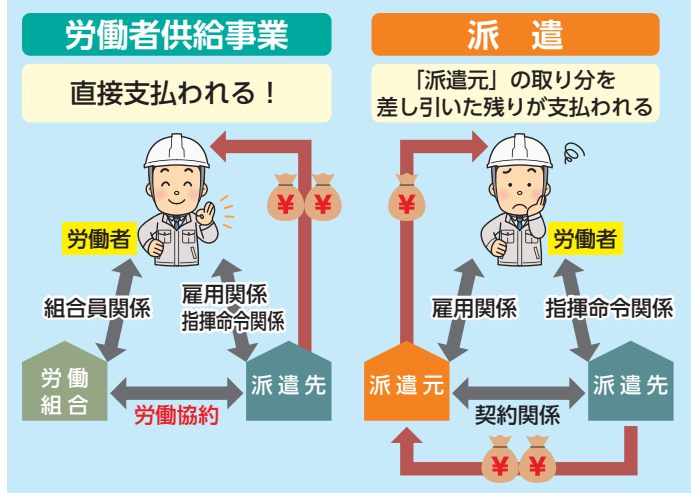 労働者供給事業
直接支払われる！
¥ ¥
労働者
組合員関係
雇用関係
指揮命令関係
労働
組合
労働協約
派遣先
派 遣
「派遣元」の取り分を
差し引いた残りが支払われる
¥
労働者
雇用関係
指揮命令関係
派遣元
契約関係
派遣先
¥ ¥